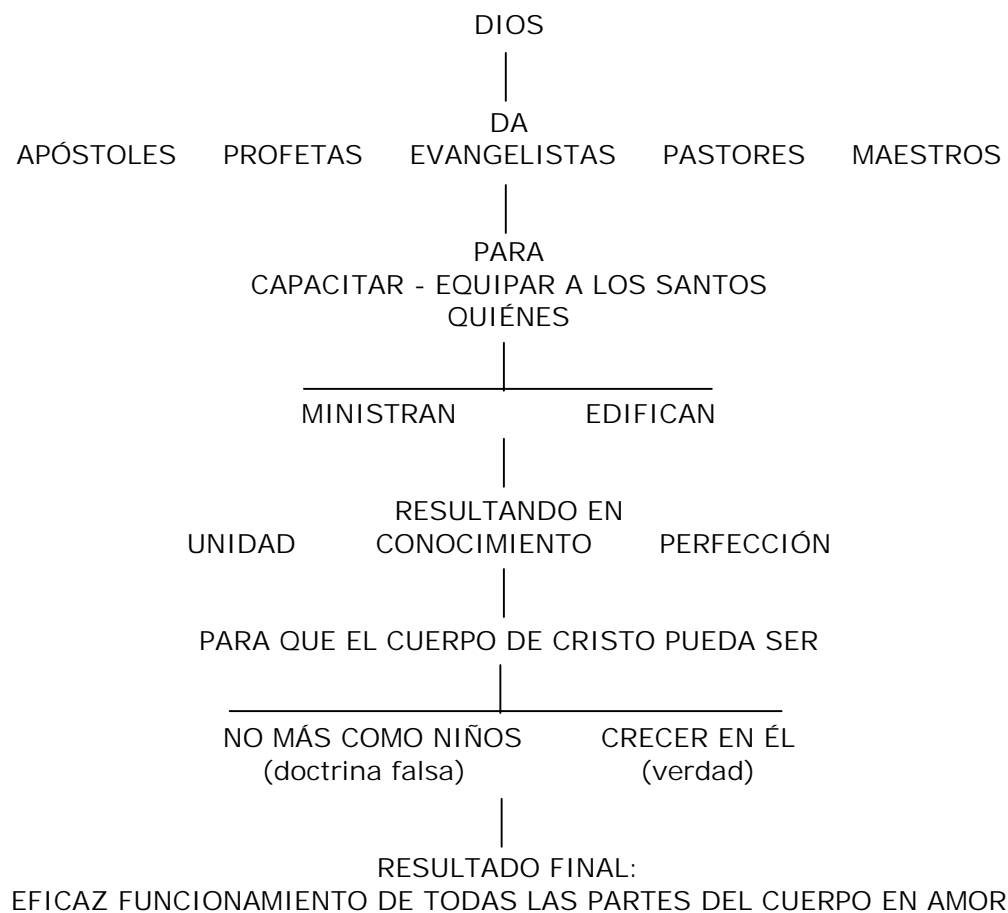 DIOS
DA
APÓSTOLES PROFETAS EVANGELISTAS PASTORES MAESTROS
PARA
CAPACITAR - EQUIPAR A LOS SANTOS
QUIÉNES
MINISTRAN EDIFICAN
RESULTANDO EN
UNIDAD CONOCIMIENTO PERFECCIÓN
PARA QUE EL CUERPO DE CRISTO PUEDA SER
NO MÁS COMO NIÑOS CRECER EN ÉL
(doctrina falsa) (verdad)
RESULTADO FINAL:
EFICAZ FUNCIONAMIENTO DE TODAS LAS PARTES DEL CUERPO EN AMOR